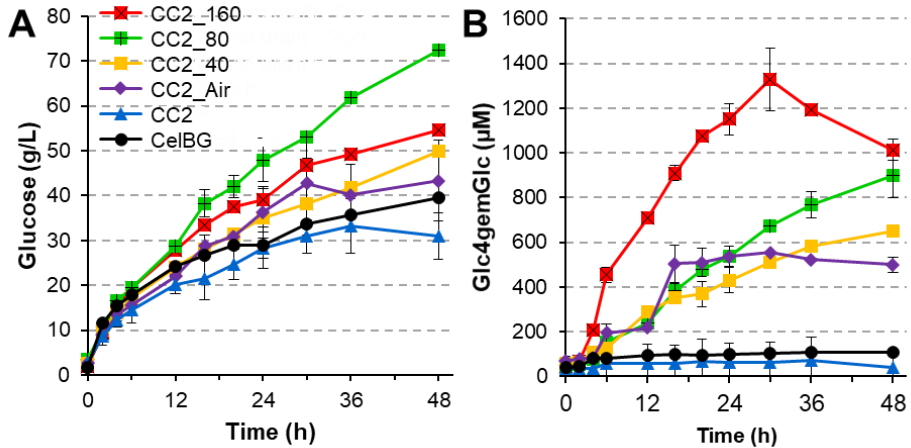 A
CC2_160
CC2_80
CC2_40
CC2_Air
CC2
CelBG
Glucose (g/L)
80
70
60
50
40
30
20
10
0
0 12 24 36 48
Time (h)
B
Glc4gemGlc (µM)
1600
1400
1200
1000
800
600
400
200
0
0 12 24 36 48
Time (h)